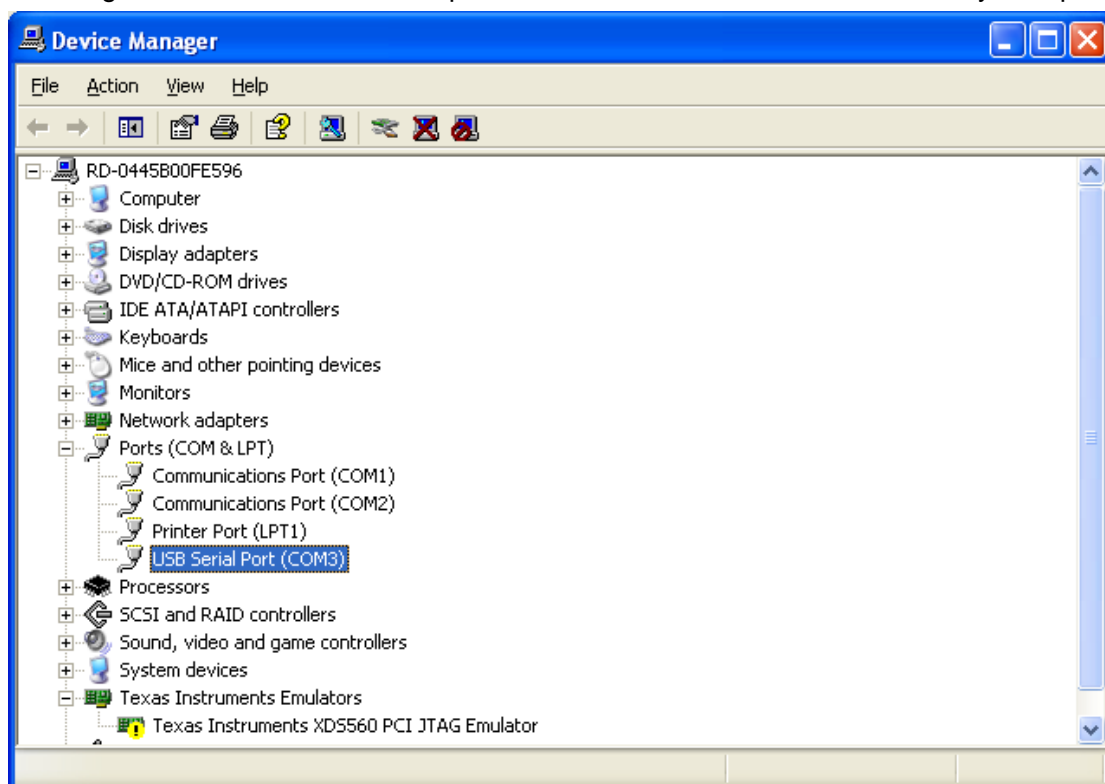 Device Manager
File Action View Help
RD-0445B00FE596
Computer
Disk drives
Display adapters
DVD/CD-ROM drives
IDE ATA/ATAPI controllers
Keyboards
Mice and other pointing devices
Monitors
Network adapters
Ports (COM & LPT)
Communications Port (COM1)
Communications Port (COM2)
Printer Port (LPT1)
USB Serial Port (COM3)
Processors
SCSI and RAID controllers
Sound, video and game controllers
System devices
Texas Instruments Emulators
Texas Instruments XDS560 PCI JTAG Emulator